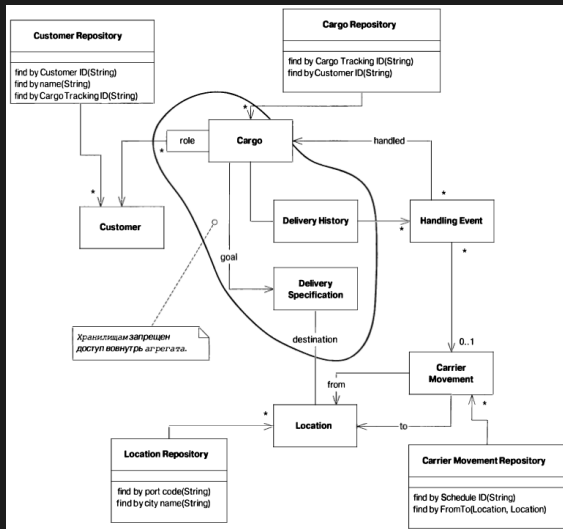 Customer Repository
find by Customer ID(String)
find by name(String)
find by Cargo Tracking ID(String)
Cargo Repository
find by Cargo Tracking ID(String)
find by Customer ID(String)
*
role
*
Cargo
handled
*
*
Customer
Delivery History
*
Handling Event
*
goal
Delivery
Specification
Хранилищам запрещен
доступ вовнутрь агрегата.
destination
0..1
Carrier
Movement
from
*
Location
to
*
Location Repository
find by port code(String)
find by city name(String)
Carrier Movement Repository
find by Schedule ID(String)
find by FromTo(Location, Location)